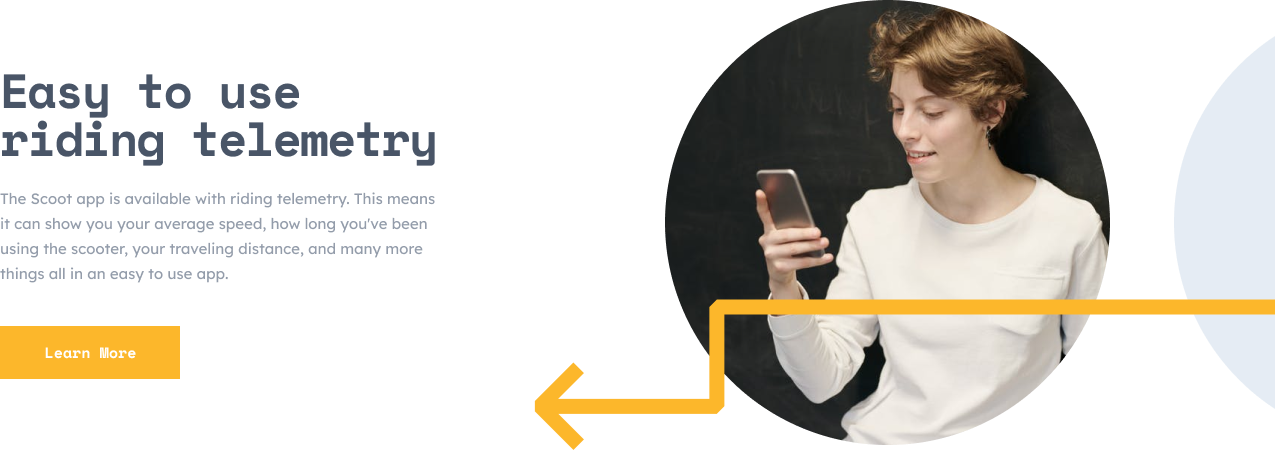 Easy to use
riding telemetry
The Scoot app is available with riding telemetry. This means
it can show you your average speed, how long you've been
using the scooter, your traveling distance, and many more
things all in an easy to use app.
Learn More